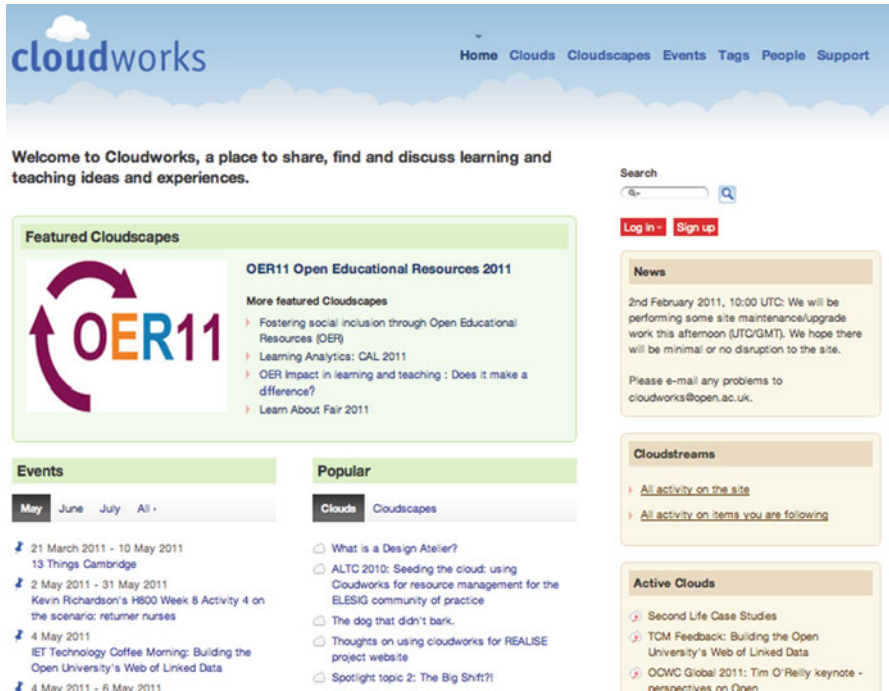 cloudworks
Home Clouds Cloudscapes Events Tags People Support
Welcome to Cloudworks, a place to share, find and discuss learning and
teaching ideas and experiences.
Featured Cloudscapes
OER11
OER11 Open Educational Resources 2011
More featured Cloudscapes
Fostering social inclusion through Open Educational
Resources (OER)
Learning Analytics: CAL 2011
OER Impact in learning and teaching : Does it make a
difference?
Learn About Fair 2011
Events
May June July All
21 March 2011 - 10 May 2011
13 Things Cambridge
2 May 2011 - 31 May 2011
Kevin Richardson's H800 Week 8 Activity 4 on
the scenario: returner nurses
4 May 2011
IET Technology Coffee Morning: Building the
Open University's Web of Linked Data
4 May 2011 - 6 May 2011
Popular
Clouds Cloudscapes
What is a Design Atelier?
ALTC 2010: Seeding the cloud: using
Cloudworks for resource management for the
ELESIG community of practice
The dog that didn't bark.
Thoughts on using cloudworks for REALISE
project website
Spotlight topic 2: The Big Shift?!
Search
Log in Sign up
News
2nd February 2011, 10:00 UTC: We will be
performing some site maintenance/upgrade
work this afternoon (UTC/GMT). We hope there
will be minimal or no disruption to the site.
Please e-mail any problems to
cloudworks@open.ac.uk.
Cloudstreams
All activity on the site
All activity on items you are following
Active Clouds
Second Life Case Studies
TCM Feedback: Building the Open
University's Web of Linked Data
OCWC Global 2011: Tim O'Reilly keynote -
perspectives on Open